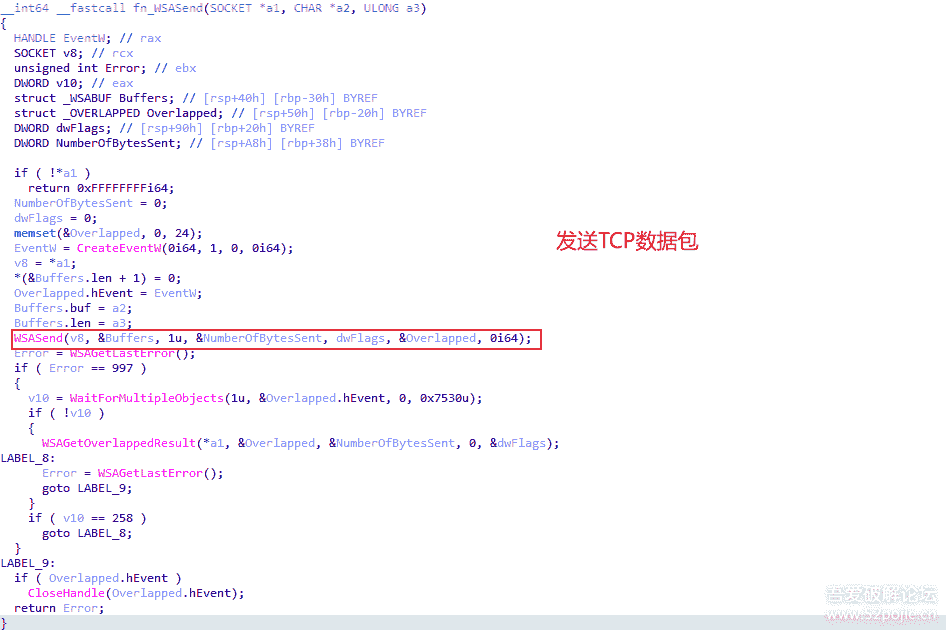 __int64 __fastcall fn_WSASend(SOCKET *a1, CHAR *a2, ULONG a3)
{
  HANDLE EventW; // rax
  SOCKET v8; // rcx
  unsigned int Error; // ebx
  DWORD v10; // eax
  struct _WSABUF Buffers; // [rsp+40h] [rbp-30h] BYREF
  struct _OVERLAPPED Overlapped; // [rsp+50h] [rbp-20h] BYREF
  DWORD dwFlags; // [rsp+90h] [rbp+20h] BYREF
  DWORD NumberOfBytesSent; // [rsp+A8h] [rbp+38h] BYREF

  if ( !*a1 )
    return 0xFFFFFFFFi64;
  NumberOfBytesSent = 0;
  dwFlags = 0;
  memset(&Overlapped, 0, 24);
  EventW = CreateEventW(0i64, 1, 0, 0i64);
  v8 = *a1;
  *(&Buffers.len + 1) = 0;
  Overlapped.hEvent = EventW;
  Buffers.buf = a2;
  Buffers.len = a3;
  WSASend(v8, &Buffers, 1u, &NumberOfBytesSent, dwFlags, &Overlapped, 0i64);
  Error = WSAGetLastError();
  if ( Error == 997 )
  {
    v10 = WaitForMultipleObjects(1u, &Overlapped.hEvent, 0, 0x7530u);
    if ( !v10 )
    {
      WSAGetOverlappedResult(*a1, &Overlapped, &NumberOfBytesSent, 0, &dwFlags);
LABEL_8:
      Error = WSAGetLastError();
      goto LABEL_9;
    }
    if ( v10 == 258 )
      goto LABEL_8;
  }
LABEL_9:
  if ( Overlapped.hEvent )
    CloseHandle(Overlapped.hEvent);
  return Error;
}
发送TCP数据包
吾爱破解论坛
www.52pojie.cn